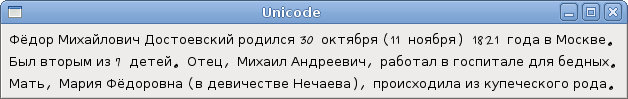 Unicode
Фёдор Михайлович Достоевский родился 30 октября (11 ноября) 1821 года в Москве.
Был вторым из 7 детей. Отец, Михаил Андреевич, работал в госпитале для бедных.
Мать, Мария Фёдоровна (в девичестве Нечаева), происходила из купеческого рода.